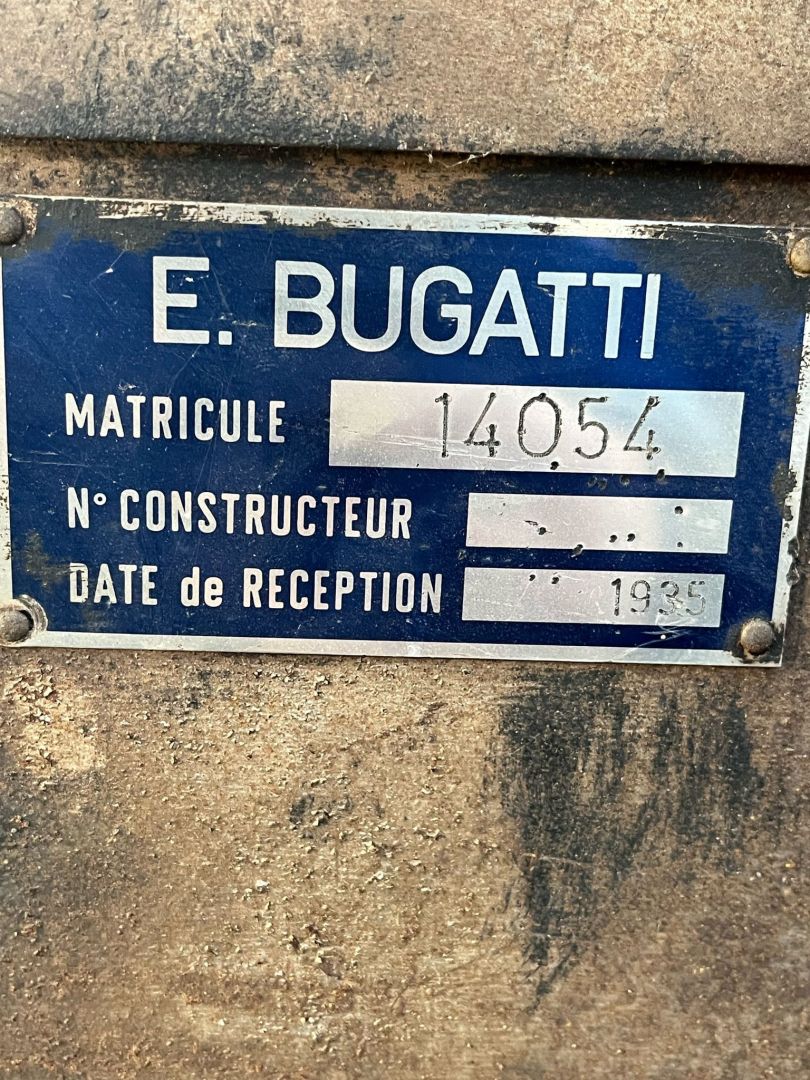 E. BUGATTI
MATRICULE 14054
N° CONSTRUCTEUR
DATE de RECEPTION 1935